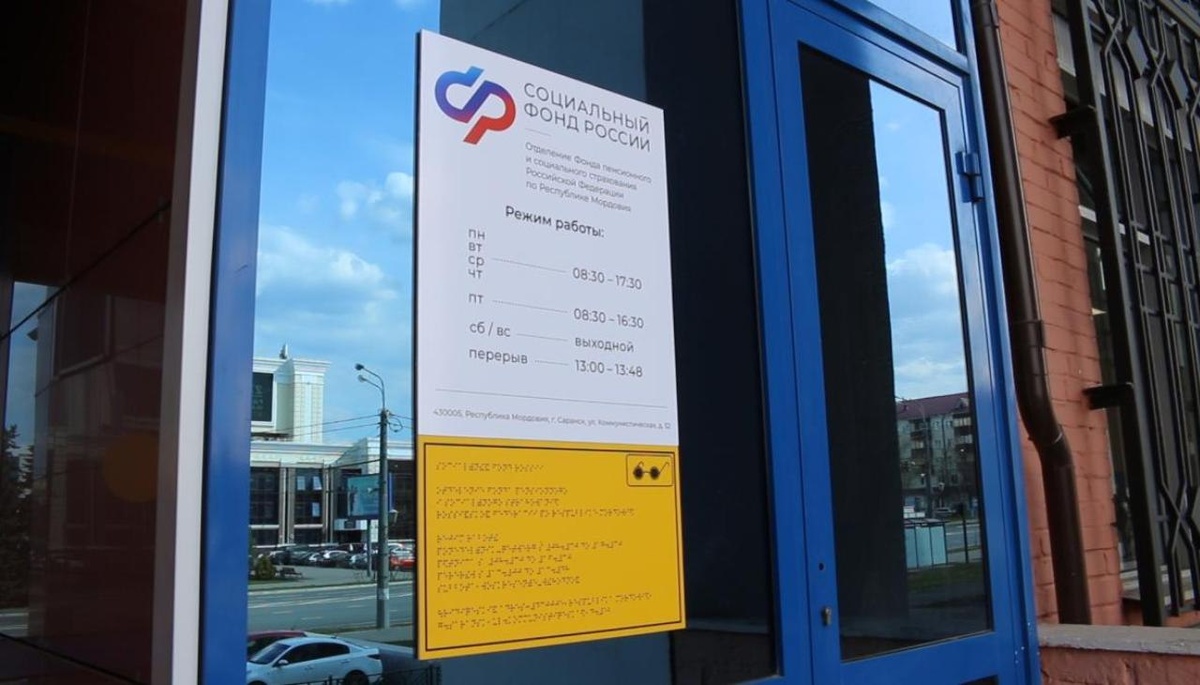 СОЦИАЛЬНЫЙ
ФОНД РОССИИ
Отделение Фонда пенсионного
и социального страхования
Российской Федерации
по Республике Мордовия
Режим работы:
пн
вт
ср
чт
08:30 – 17:30
пт 08:30 – 16:30
сб / вс выходной
перерыв 13:00 – 13:48
430005, Республика Мордовия, г. Саранск, ул. Коммунистическая, д. 52